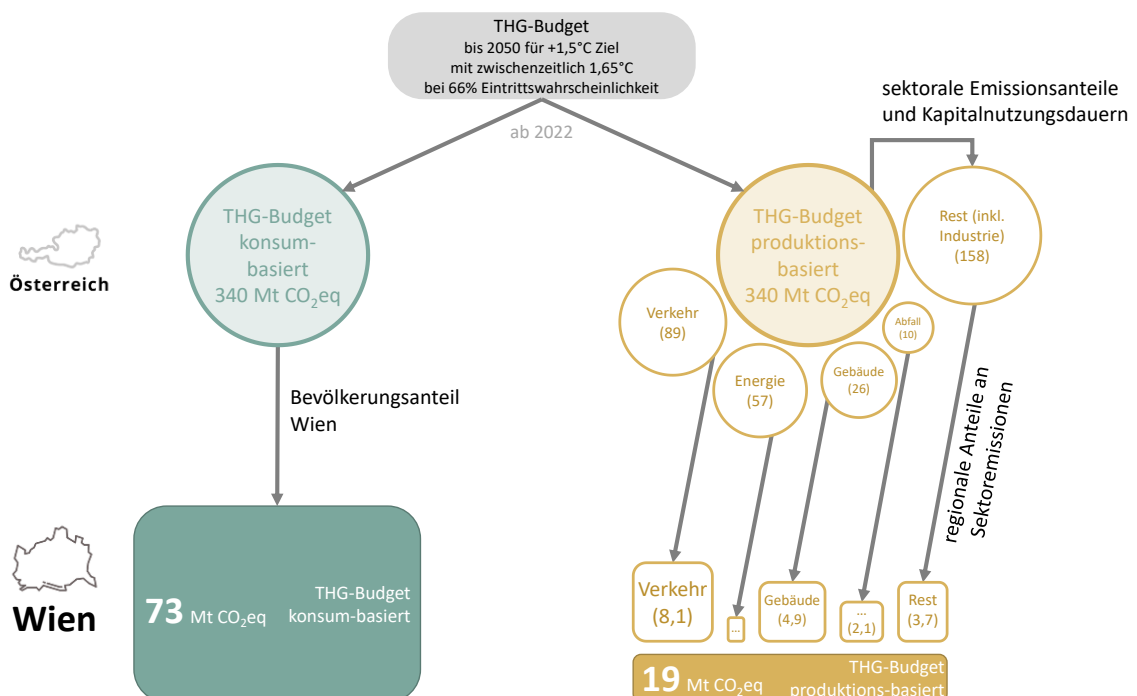 THG-Budget
bis 2050 für +1,5°C Ziel
mit zwischenzeitlich 1,65°C
bei 66% Eintrittswahrscheinlichkeit
ab 2022
sektorale Emissionsanteile
und Kapitalnutzungsdauern
Österreich
THG-Budget
konsum-
basiert
340 Mt CO₂eq
THG-Budget
produktions-
basiert
340 Mt CO₂eq
Rest (inkl.
Industrie)
(158)
Verkehr
(89)
Energie
(57)
Gebäude
(26)
Abfall
(10)
Bevölkerungsanteil
Wien
regionale Anteile an
Sektoremissionen
Wien
73 Mt CO₂eq
THG-Budget
konsum-basiert
Verkehr
(8,1)
...
Gebäude
(4,9)
...
(2,1)
Rest
(3,7)
19 Mt CO₂eq
THG-Budget
produktions-basiert